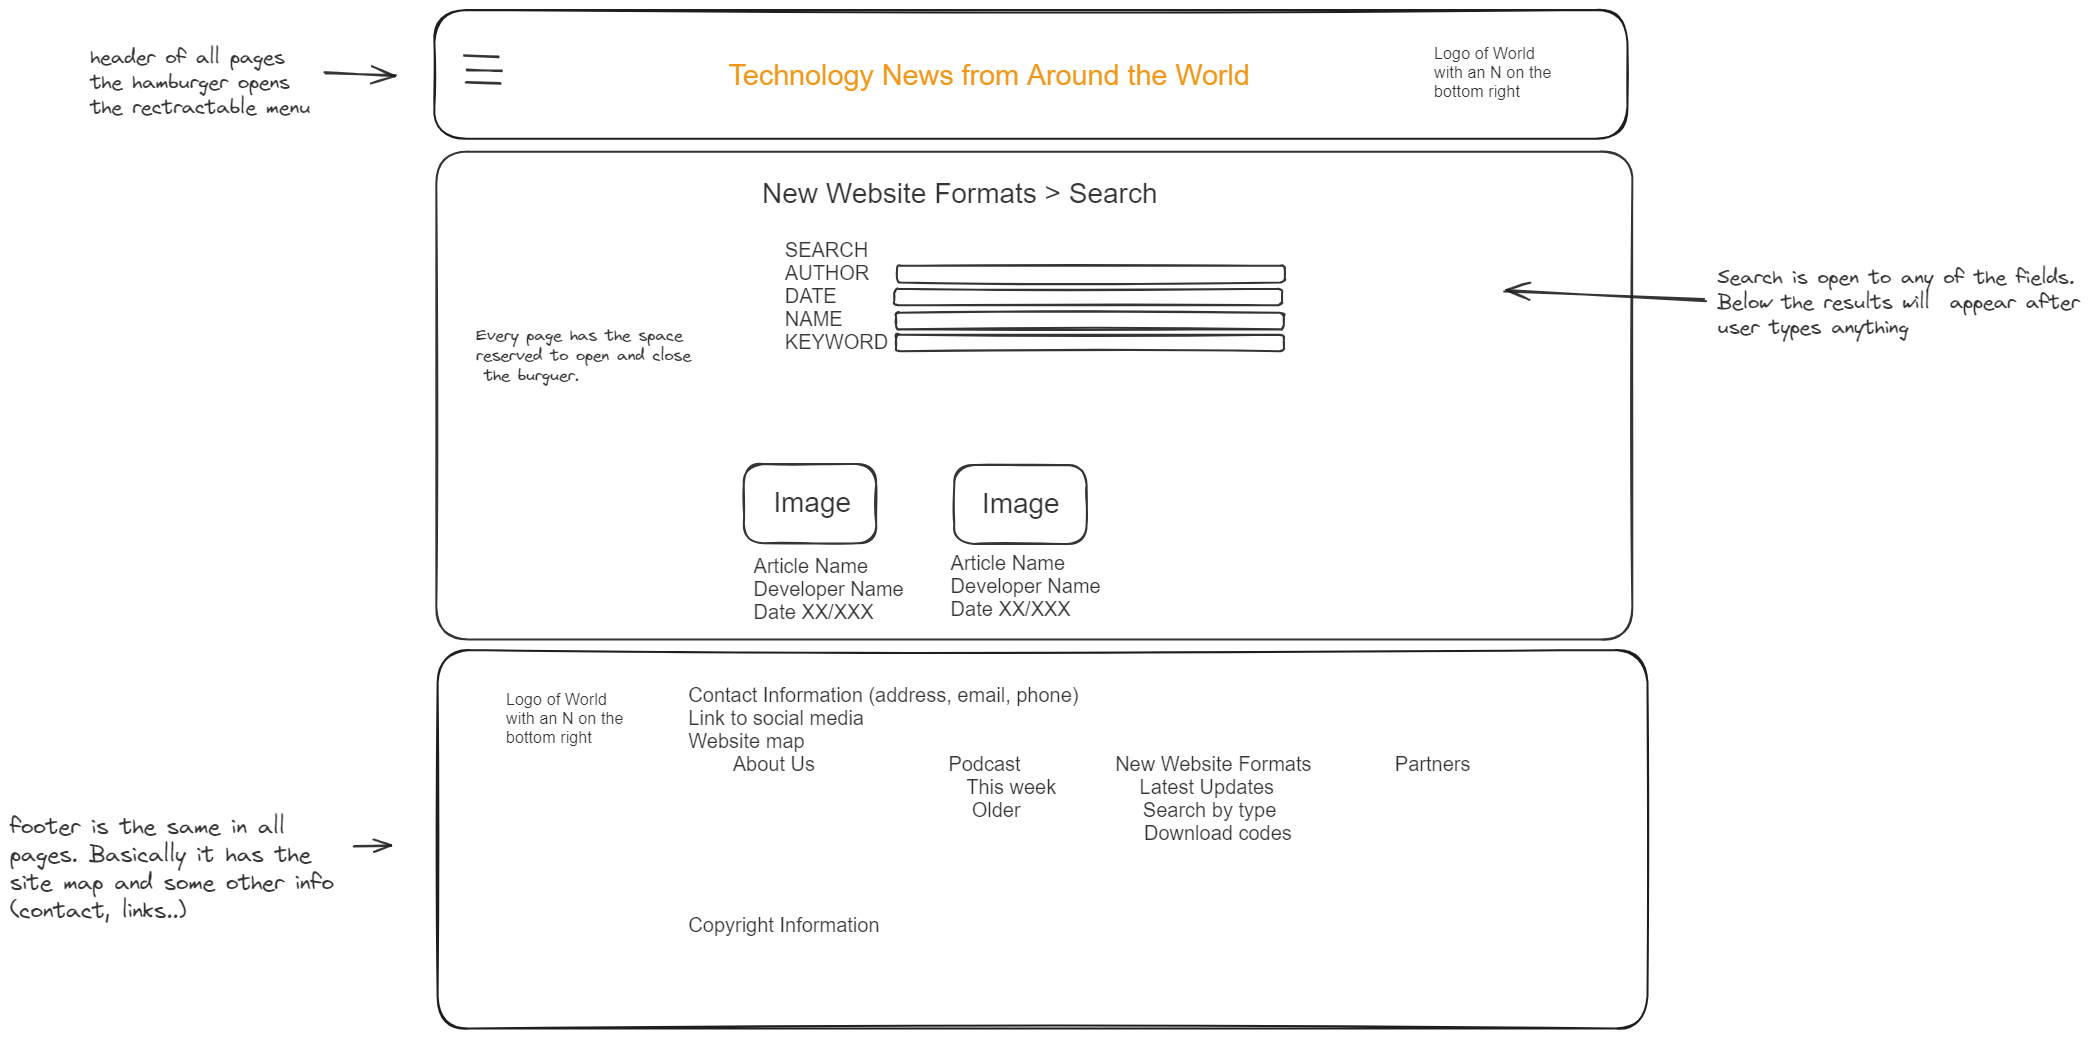 header of all pages
the hamburger opens
the rectractable menu
Technology News from Around the World
Logo of World
with an N on the
bottom right
New Website Formats > Search
SEARCH
AUTHOR
DATE
NAME
KEYWORD
Search is open to any of the fields.
Below the results will appear after
user types anything
Every page has the space
reserved to open and close
the burguer.
Image
Article Name
Developer Name
Date XX/XXX
Image
Article Name
Developer Name
Date XX/XXX
Logo of World
with an N on the
bottom right
Contact Information (address, email, phone)
Link to social media
Website map
About Us
Podcast
This week
Older
New Website Formats
Latest Updates
Search by type
Download codes
Partners
footer is the same in all
pages. Basically it has the
site map and some other info
(contact, links..)
Copyright Information